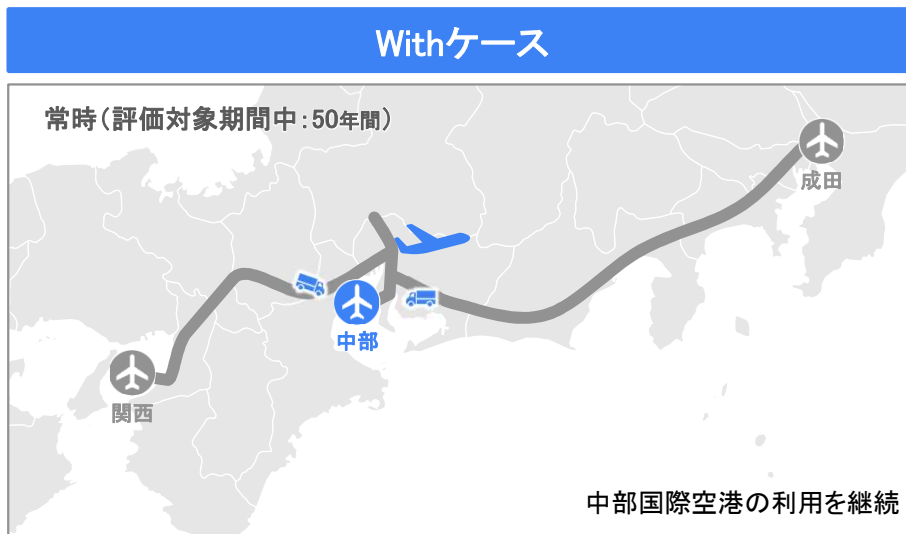 Withケース
常時（評価対象期間中：50年間）
成田
中部
関西
中部国際空港の利用を継続